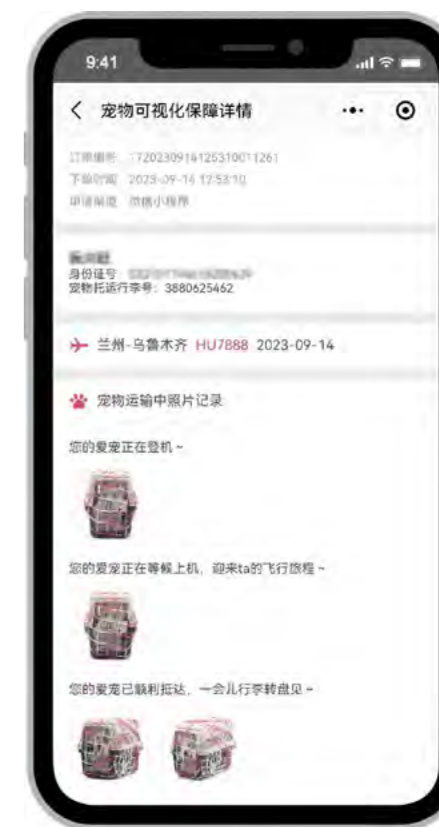 9:41
宠物可视化保障详情
订单编号：172023091412531001126​1
下单时间：2023-09-14 12:53:10
申请渠道：微信小程序
身份证号：
宠物托运行李号：3880625462
兰州-乌鲁木齐 HU7888 2023-09-14
宠物运输中照片记录
您的爱宠正在登机~
您的爱宠正在等候上机，迎来ta的飞行旅程~
您的爱宠已顺利抵达，一会儿行李转盘见~